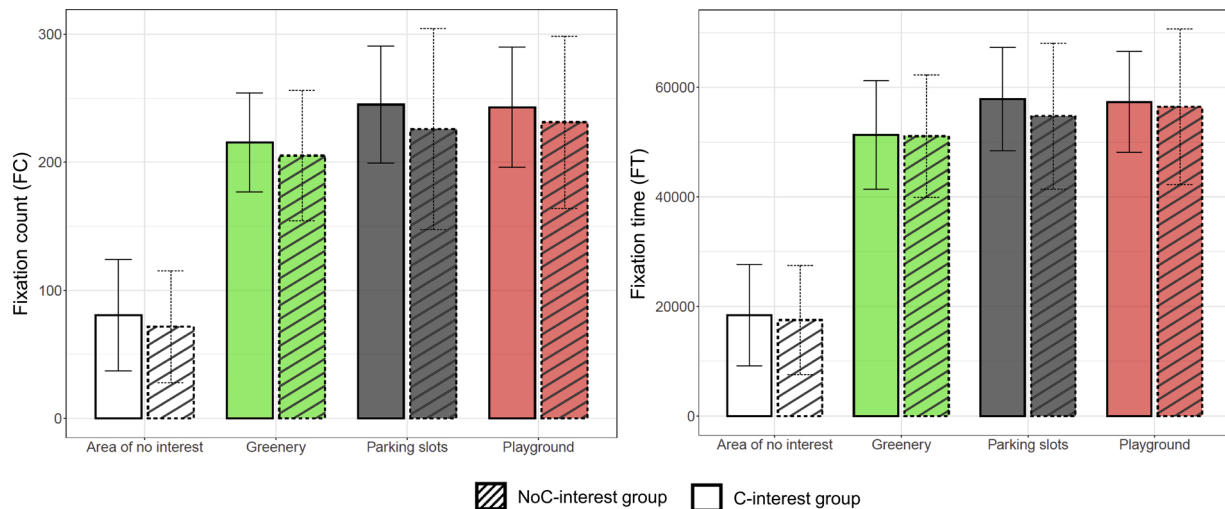 Fixation count (FC)
300
200
100
0
Area of no interest
Greenery
Parking slots
Playground
Fixation time (FT)
60000
40000
20000
0
Area of no interest
Greenery
Parking slots
Playground
NoC-interest group
C-interest group